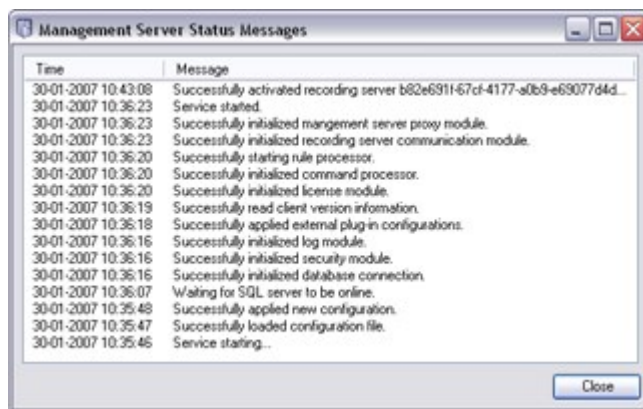 Management Server Status Messages
Time Message
30-01-2007 10:43:08 Successfully activated recording server b82e691f-67cf-4177-a0b9-e69077d4d...
30-01-2007 10:36:23 Service started.
30-01-2007 10:36:23 Successfully initialized mangement server proxy module.
30-01-2007 10:36:23 Successfully initialized recording server communication module.
30-01-2007 10:36:20 Successfully starting rule processor.
30-01-2007 10:36:20 Successfully initialized command processor.
30-01-2007 10:36:20 Successfully initialized license module.
30-01-2007 10:36:19 Successfully read client version information.
30-01-2007 10:36:18 Successfully applied external plug-in configurations.
30-01-2007 10:36:16 Successfully initialized log module.
30-01-2007 10:36:16 Successfully initialized security module.
30-01-2007 10:36:16 Successfully initialized database connection.
30-01-2007 10:36:07 Waiting for SQL server to be online.
30-01-2007 10:35:48 Successfully applied new configuration.
30-01-2007 10:35:47 Successfully loaded configuration file.
30-01-2007 10:35:46 Service starting...
Close